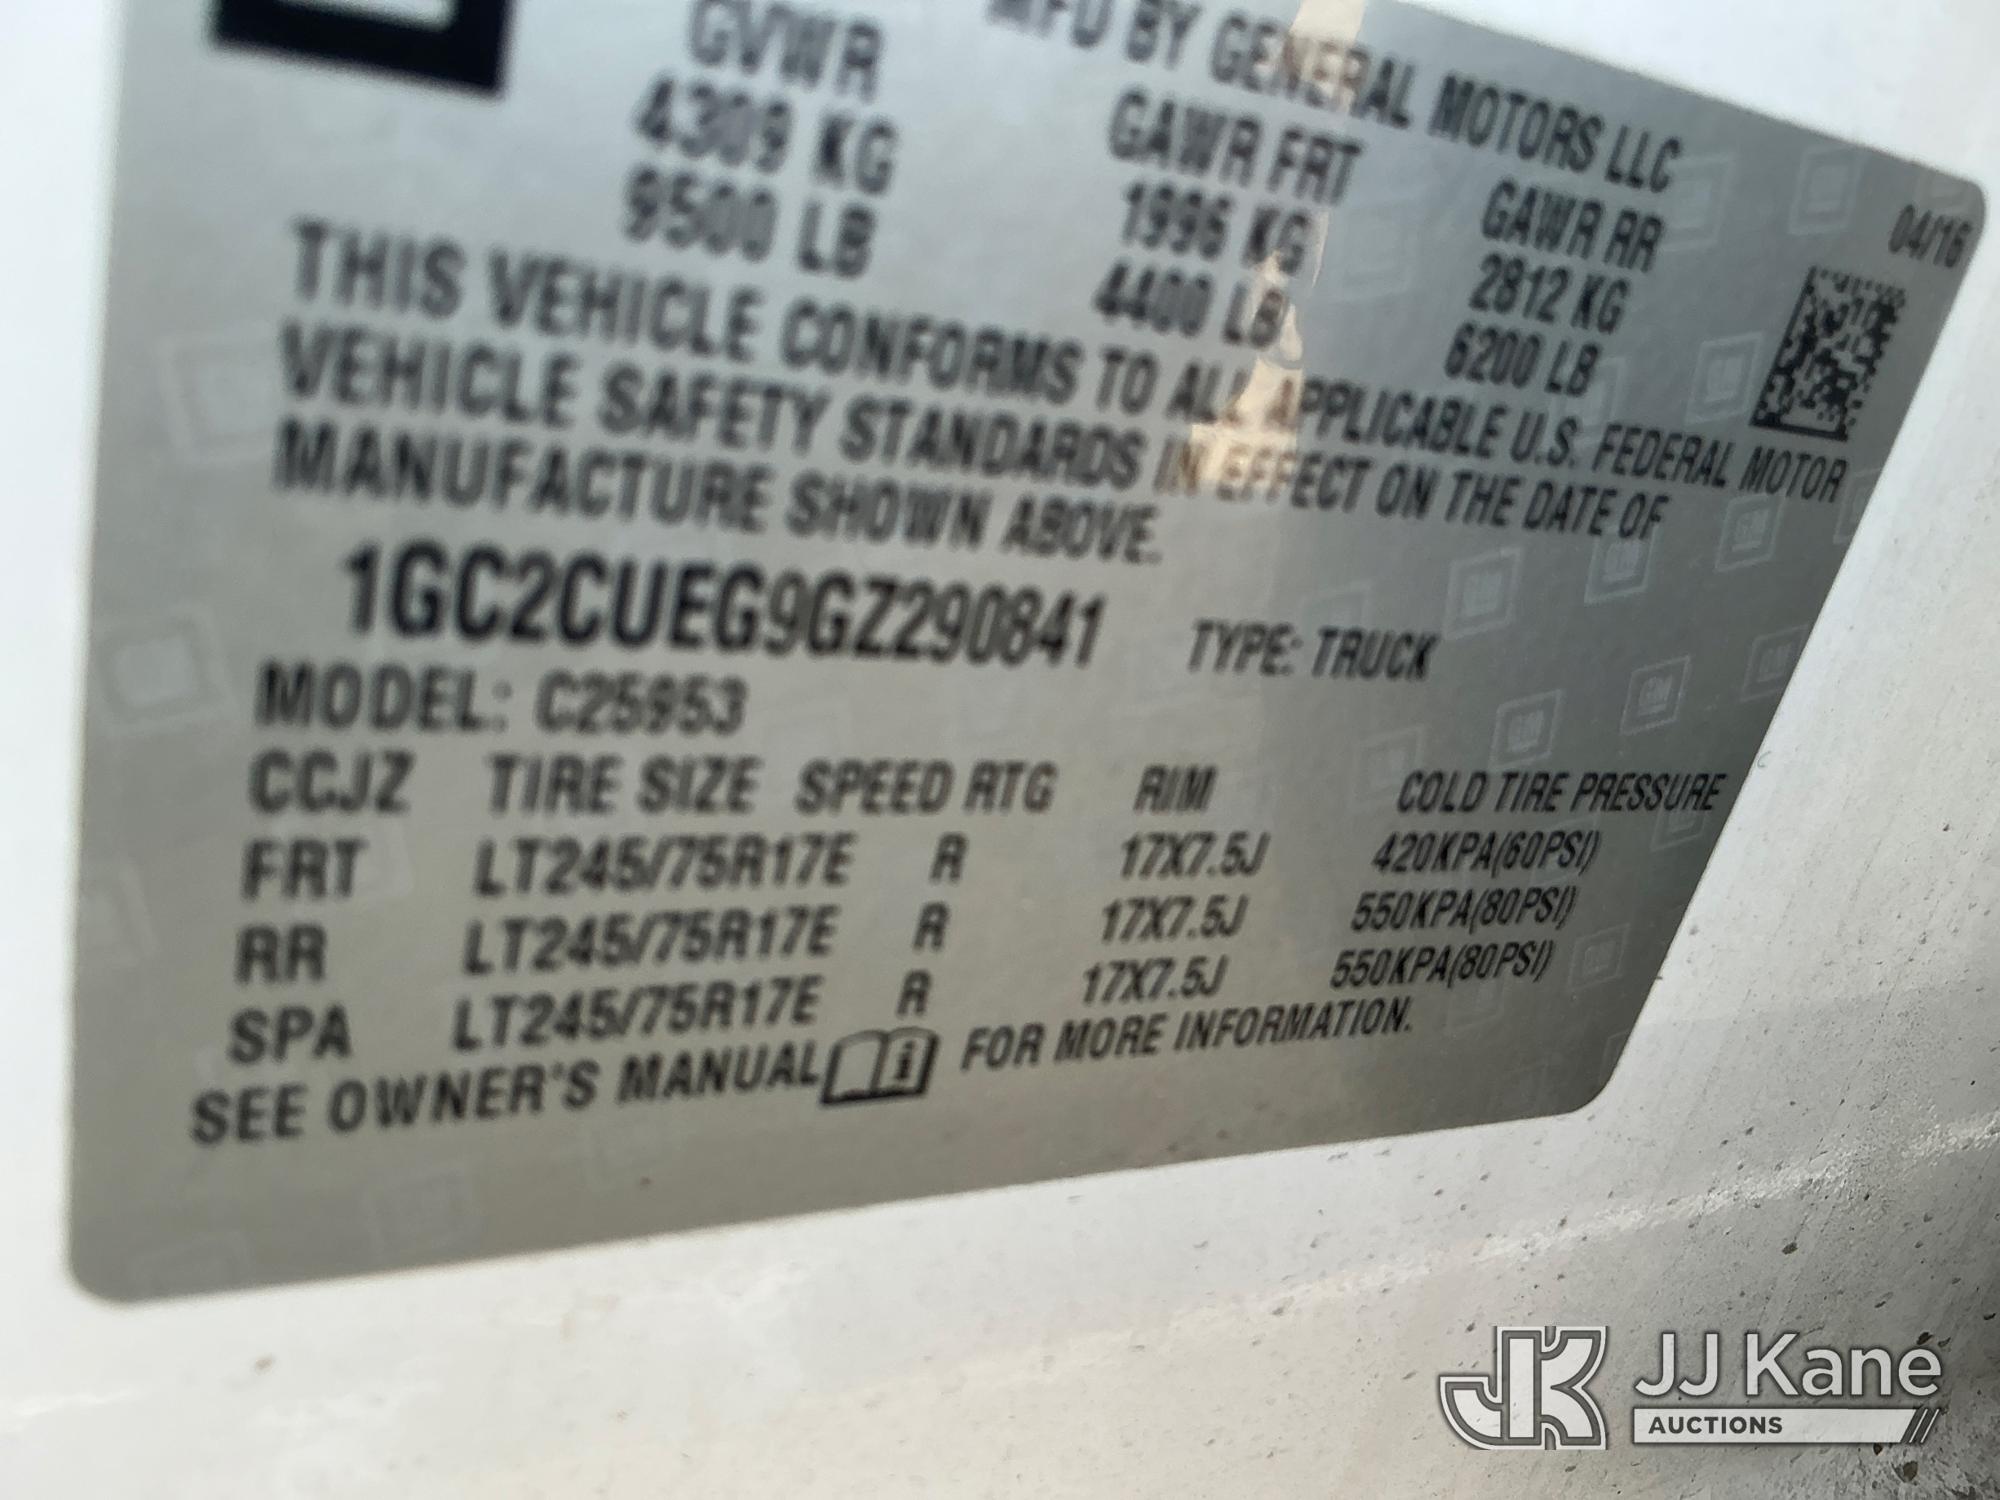 MFD BY GENERAL MOTORS LLC
04/16
GVWR GAWR FRT GAWR RR
4309 KG 1996 KG 2812 KG
9500 LB 4400 LB 6200 LB
THIS VEHICLE CONFORMS TO ALL APPLICABLE U.S. FEDERAL MOTOR
VEHICLE SAFETY STANDARDS IN EFFECT ON THE DATE OF
MANUFACTURE SHOWN ABOVE.
1GC2CUEG9GZ290841 TYPE: TRUCK
MODEL: C25953
CCJZ TIRE SIZE SPEED RTG RIM COLD TIRE PRESSURE
FRT LT245/75R17E R 17X7.5J 420KPA(60PSI)
RR LT245/75R17E R 17X7.5J 550KPA(80PSI)
SPA LT245/75R17E R 17X7.5J 550KPA(80PSI)
SEE OWNER'S MANUAL i FOR MORE INFORMATION.
JK JJ Kane
AUCTIONS